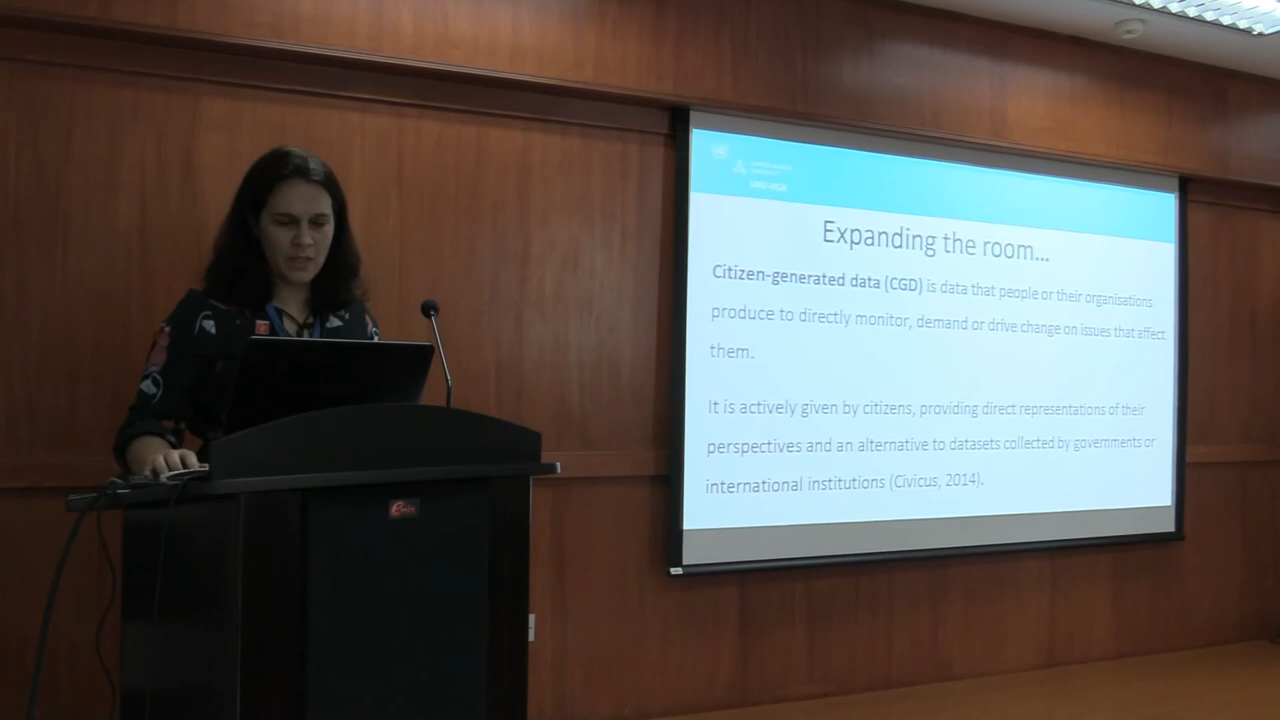 Expanding the room...
Citizen-generated data (CGD) is data that people or their organisations
produce to directly monitor, demand or drive change on issues that affect
them.
It is actively given by citizens, providing direct representations of their
perspectives and an alternative to datasets collected by governments or
international institutions (Civicus, 2014).